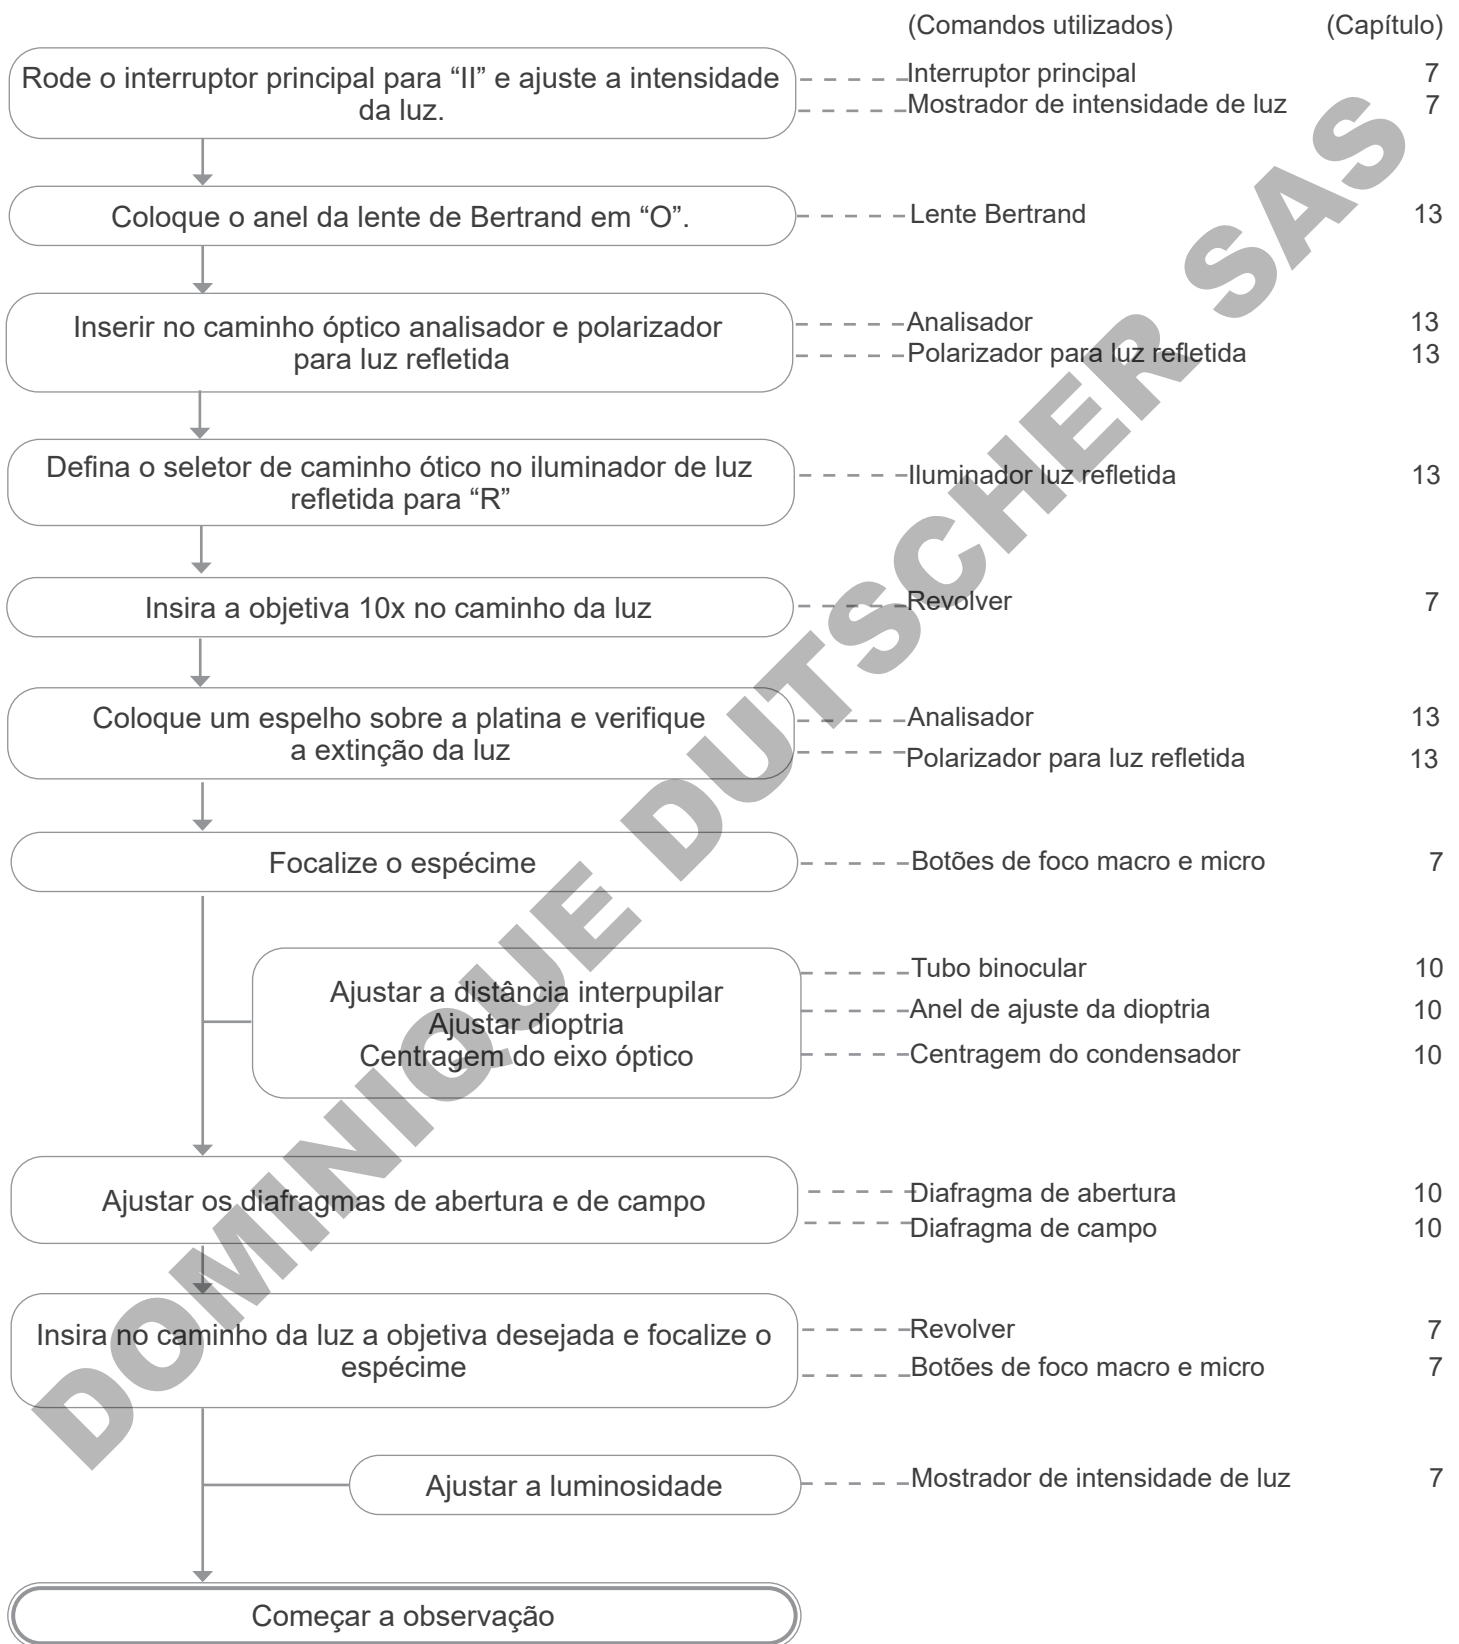 (Comandos utilizados) (Capítulo)
Rode o interruptor principal para “II” e ajuste a intensidade
da luz.
Interruptor principal 7
Mostrador de intensidade de luz 7
Coloque o anel da lente de Bertrand em “O”.
Lente Bertrand 13
Inserir no caminho óptico analisador e polarizador
para luz refletida
Analisador 13
Polarizador para luz refletida 13
Defina o seletor de caminho ótico no iluminador de luz
refletida para “R”
Iluminador luz refletida 13
Insira a objetiva 10x no caminho da luz
Revolver 7
Coloque um espelho sobre a platina e verifique
a extinção da luz
Analisador 13
Polarizador para luz refletida 13
Focalize o espécime
Botões de foco macro e micro 7
Ajustar a distância interpupilar
Ajustar dioptria
Centragem do eixo óptico
Tubo binocular 10
Anel de ajuste da dioptria 10
Centragem do condensador 10
Ajustar os diafragmas de abertura e de campo
Diafragma de abertura 10
Diafragma de campo 10
Insira no caminho da luz a objetiva desejada e focalize o
espécime
Revolver 7
Botões de foco macro e micro 7
Ajustar a luminosidade
Mostrador de intensidade de luz 7
Começar a observação
DOMINIQUE DUTSCHER SAS